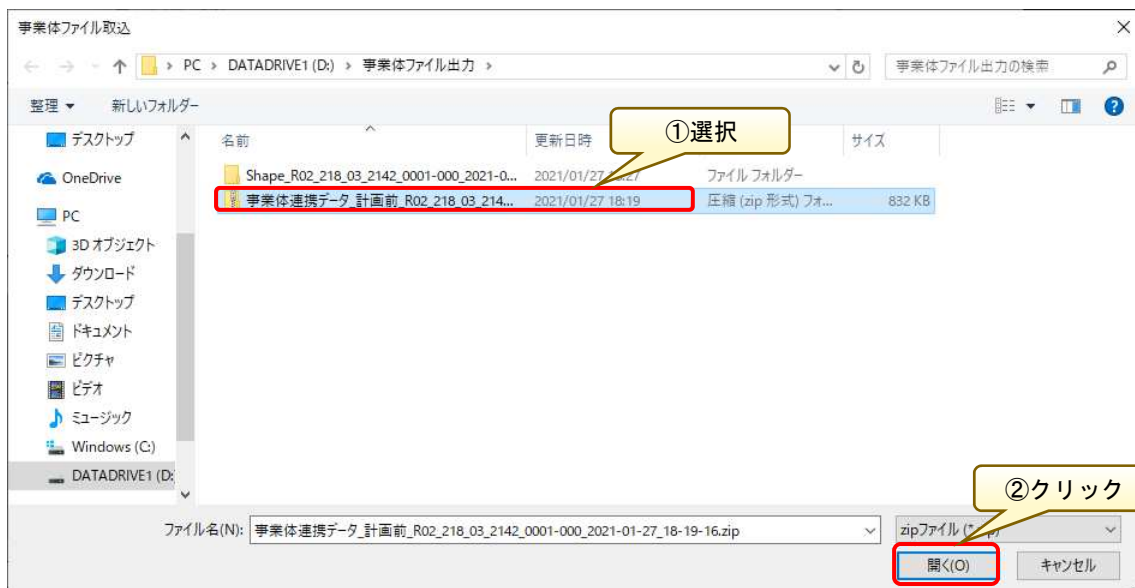 事業体ファイル取込
PC › DATADRIVE1 (D:) › 事業体ファイル出力 ›
事業体ファイル出力の検索
整理 ▼ 新しいフォルダー
①選択
名前 更新日時 サイズ
デスクトップ
OneDrive
PC
3D オブジェクト
ダウンロード
デスクトップ
ドキュメント
ピクチャ
ビデオ
ミュージック
Windows (C:)
DATADRIVE1 (D:
Shape_R02_218_03_2142_0001-000_2021-0... 2021/01/27 ファイル フォルダー
事業体連携データ_計画前_R02_218_03_214... 2021/01/27 18:19 圧縮 (zip 形式) フォ... 832 KB
②クリック
ファイル名(N): 事業体連携データ_計画前_R02_218_03_2142_0001-000_2021-01-27_18-19-16.zip
zipファイル
開く(O) キャンセル